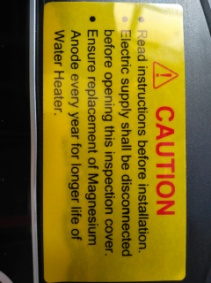 CAUTION
• Read instructions before installation.
• Electric supply shall be disconnected
before opening this inspection cover.
• Ensure replacement of Magnesium
Anode every year for longer life of
Water Heater.